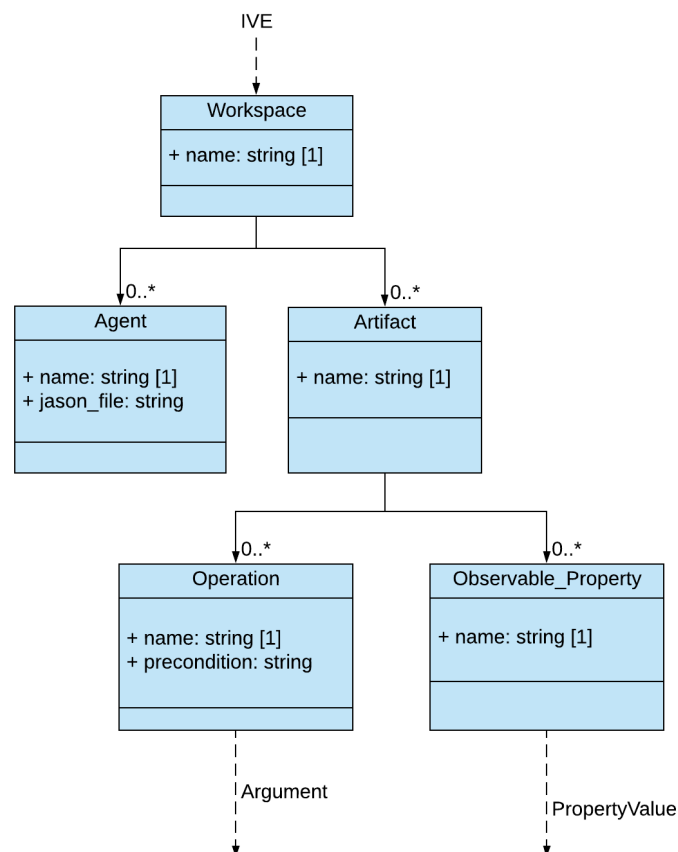 IVE
Workspace
+ name: string [1]
0..*
0..*
Agent
+ name: string [1]
+ jason_file: string
Artifact
+ name: string [1]
0..*
0..*
Operation
+ name: string [1]
+ precondition: string
Observable_Property
+ name: string [1]
Argument
PropertyValue